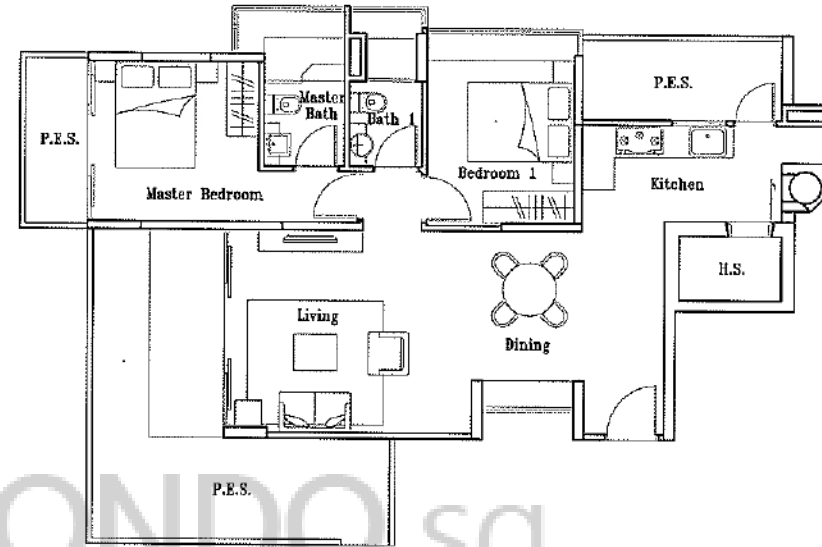 P.E.S.
Master
Bath
Bath 1
P.E.S.
Master Bedroom
Bedroom 1
Kitchen
H.S.
Living
Dining
P.E.S.
ONDO.sg